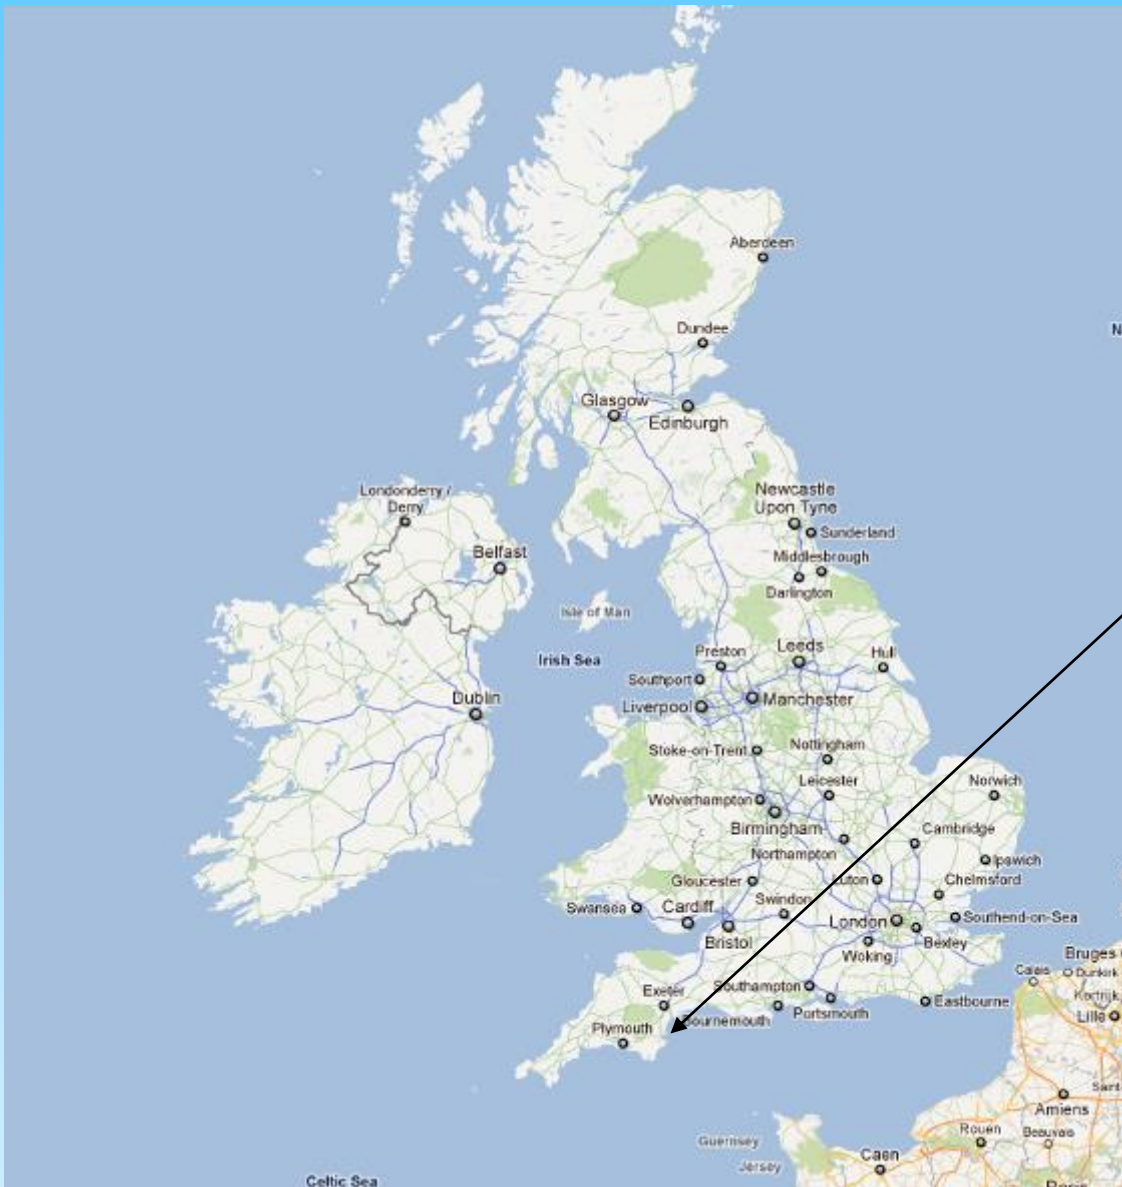 Aberdeen
Dundee
N
Glasgow
Edinburgh
Londonderry /
Derry
Newcastle
Upon Tyne
Sunderland
Belfast
Middlesbrough
Darlington
Isle of Man
Irish Sea
Preston
Leeds
Hull
Southport
Dublin
Liverpool
Manchester
Stoke-on-Trent
Nottingham
Leicester
Norwich
Wolverhampton
Birmingham
Cambridge
Northampton
Ipswich
Gloucester
Luton
Chelmsford
Swansea
Cardiff
Swindon
London
Southend-on-Sea
Bristol
Bexley
Woking
Bruges
Calais
Dunkirk
Exeter
Southampton
Eastbourne
Kortrijk
Bournemouth
Portsmouth
Lille
Plymouth
Saint
Amiens
Rouen
Beauvais
Guernsey
Caen
Jersey
Celtic Sea
Paris